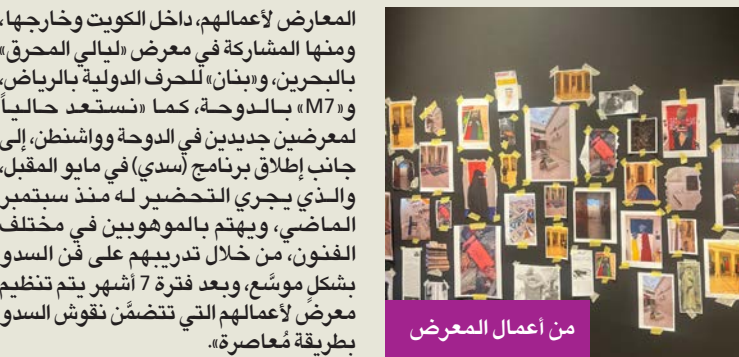 المعارض لأعمالهم، داخل الكويت وخارجها،
ومنها المشاركة في معرض «ليالي المحرق»
بالبحرين، و«بنان» للحرف الدولية بالرياض،
و«M7» بالدوحة، كما «نستعد حالياً
لمعرضين جديدين في الدوحة وواشنطن، إلى
جانب إطلاق برنامج (سدي) في مايو المقبل،
والذي يجري التحضير له منذ سبتمبر
الماضي، ويهتم بالموهوبين في مختلف
الفنون، من خلال تدريبهم على فن السدو
بشكلٍ موسَّع، وبعد فترة 7 أشهر يتم تنظيم
معرضٌ لأعمالهم التي تتضمَّن نقوش السدو
بطريقة مُعاصرة».
من أعمال المعرض